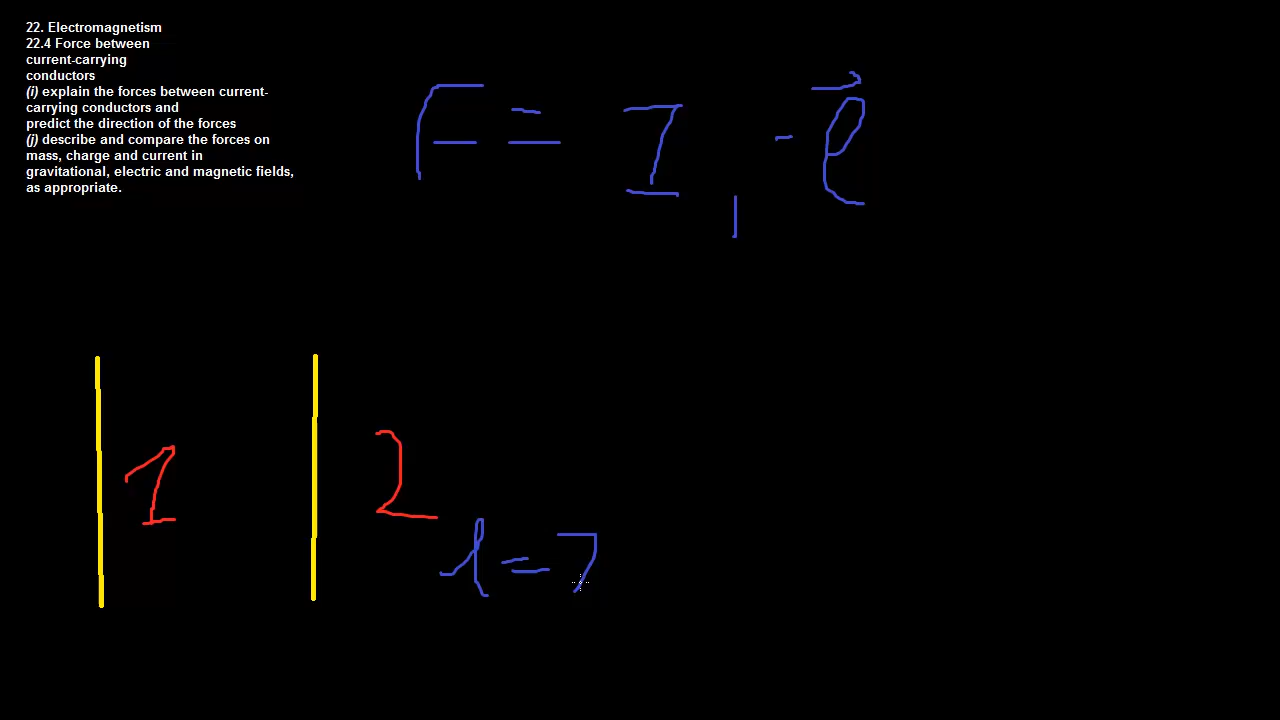 22. Electromagnetism
22.4 Force between
current-carrying
conductors
(i) explain the forces between current-
carrying conductors and
predict the direction of the forces
(j) describe and compare the forces on
mass, charge and current in
gravitational, electric and magnetic fields,
as appropriate.
F = I₁ · ℓ⃗
1
2
ℓ = 7